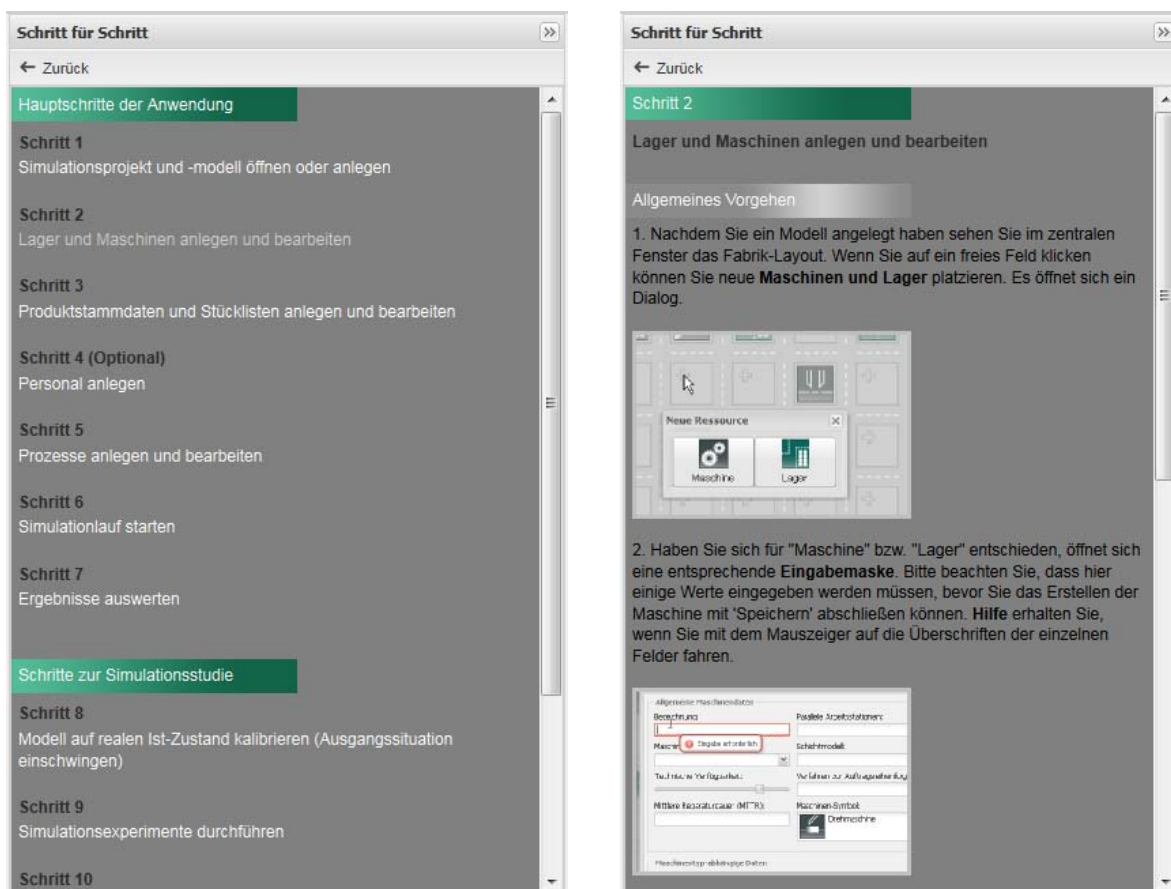 Schritt für Schritt
← Zurück
Hauptschritte der Anwendung
Schritt 1
Simulationsprojekt und -modell öffnen oder anlegen
Schritt 2
Lager und Maschinen anlegen und bearbeiten
Schritt 3
Produktstammdaten und Stücklisten anlegen und bearbeiten
Schritt 4 (Optional)
Personal anlegen
Schritt 5
Prozesse anlegen und bearbeiten
Schritt 6
Simulationlauf starten
Schritt 7
Ergebnisse auswerten
Schritte zur Simulationsstudie
Schritt 8
Modell auf realen Ist-Zustand kalibrieren (Ausgangssituation
einschwingen)
Schritt 9
Simulationsexperimente durchführen
Schritt 10
Schritt für Schritt
← Zurück
Schritt 2
Lager und Maschinen anlegen und bearbeiten
Allgemeines Vorgehen
1. Nachdem Sie ein Modell angelegt haben sehen Sie im zentralen
Fenster das Fabrik-Layout. Wenn Sie auf ein freies Feld klicken
können Sie neue Maschinen und Lager platzieren. Es öffnet sich ein
Dialog.
Neue Ressource
Maschine Lager
2. Haben Sie sich für "Maschine" bzw. "Lager" entschieden, öffnet sich
eine entsprechende Eingabemaske. Bitte beachten Sie, dass hier
einige Werte eingegeben werden müssen, bevor Sie das Erstellen der
Maschine mit 'Speichern' abschließen können. Hilfe erhalten Sie,
wenn Sie mit dem Mauszeiger auf die Überschriften der einzelnen
Felder fahren.
Allgemeine Maschinendaten
Bezeichnung: Parallele Arbeitsstationen:
Eingabe erforderlich
Schichtmodell:
Technische Verfügbarkeit:
Mittlere Reparaturdauer (MTTR): Maschinen-Symbol:
Drehmaschine
Maschinentyp-abhängige Daten